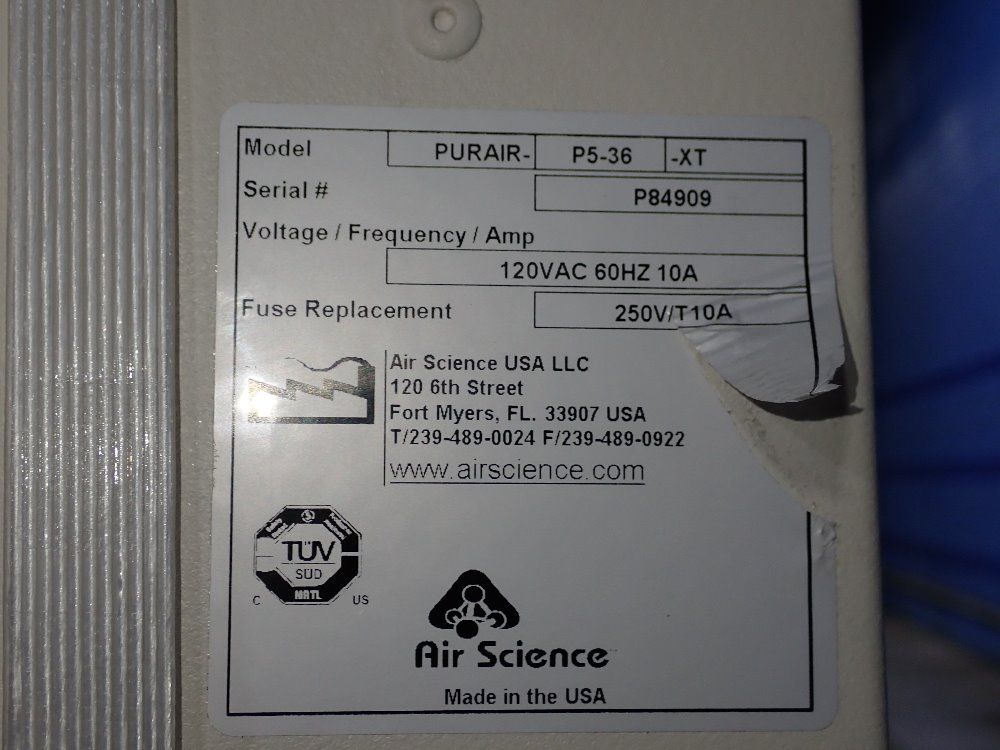 Model PURAIR- P5-36 -XT
Serial # P84909
Voltage / Frequency / Amp
120VAC 60HZ 10A
Fuse Replacement 250V/T10A
Air Science USA LLC
120 6th Street
Fort Myers, FL. 33907 USA
T/239-489-0024 F/239-489-0922
www.airscience.com
TÜV
SÜD
NRTL
C US
Air Science
Made in the USA